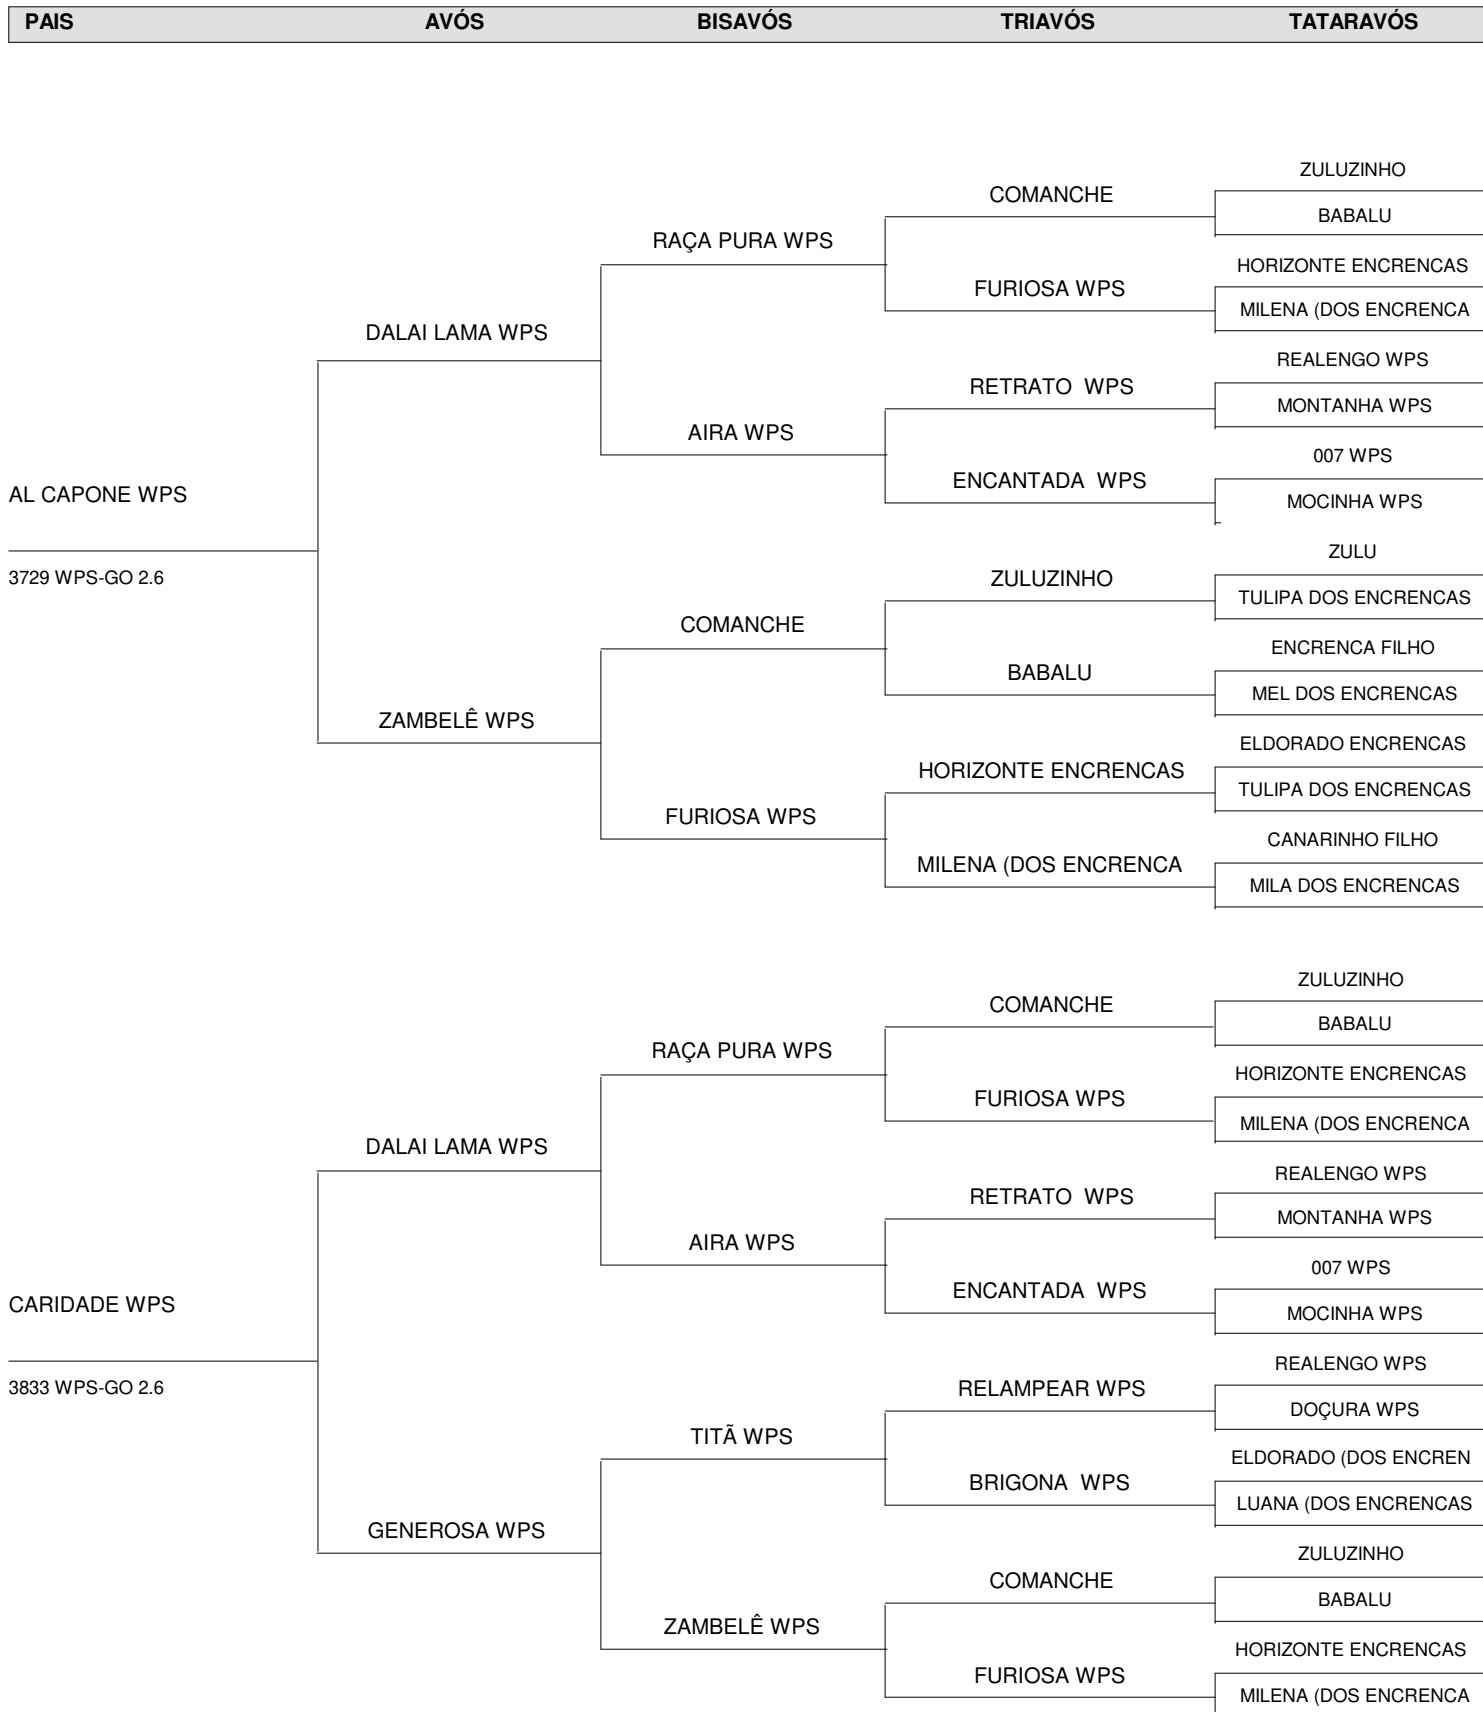 PAIS AVÓS BISAVÓS TRIAVÓS TATARAVÓS
ZULUZINHO
COMANCHE
BABALU
RAÇA PURA WPS
HORIZONTE ENCRENCAS
FURIOSA WPS
MILENA (DOS ENCRENCA
DALAI LAMA WPS
REALENGO WPS
RETRATO WPS
MONTANHA WPS
AIRA WPS
007 WPS
ENCANTADA WPS
AL CAPONE WPS
MOCINHA WPS
ZULU
3729 WPS-GO 2.6
ZULUZINHO
TULIPA DOS ENCRENCAS
COMANCHE
ENCRENCA FILHO
BABALU
MEL DOS ENCRENCAS
ZAMBELÊ WPS
ELDORADO ENCRENCAS
HORIZONTE ENCRENCAS
TULIPA DOS ENCRENCAS
FURIOSA WPS
CANARINHO FILHO
MILENA (DOS ENCRENCA
MILA DOS ENCRENCAS
ZULUZINHO
COMANCHE
BABALU
RAÇA PURA WPS
HORIZONTE ENCRENCAS
FURIOSA WPS
MILENA (DOS ENCRENCA
DALAI LAMA WPS
REALENGO WPS
RETRATO WPS
MONTANHA WPS
AIRA WPS
007 WPS
ENCANTADA WPS
CARIDADE WPS
MOCINHA WPS
REALENGO WPS
3833 WPS-GO 2.6
RELAMPEAR WPS
DOÇURA WPS
TITÃ WPS
ELDORADO (DOS ENCREN
BRIGONA WPS
LUANA (DOS ENCRENCAS
GENEROSA WPS
ZULUZINHO
COMANCHE
BABALU
ZAMBELÊ WPS
HORIZONTE ENCRENCAS
FURIOSA WPS
MILENA (DOS ENCRENCA